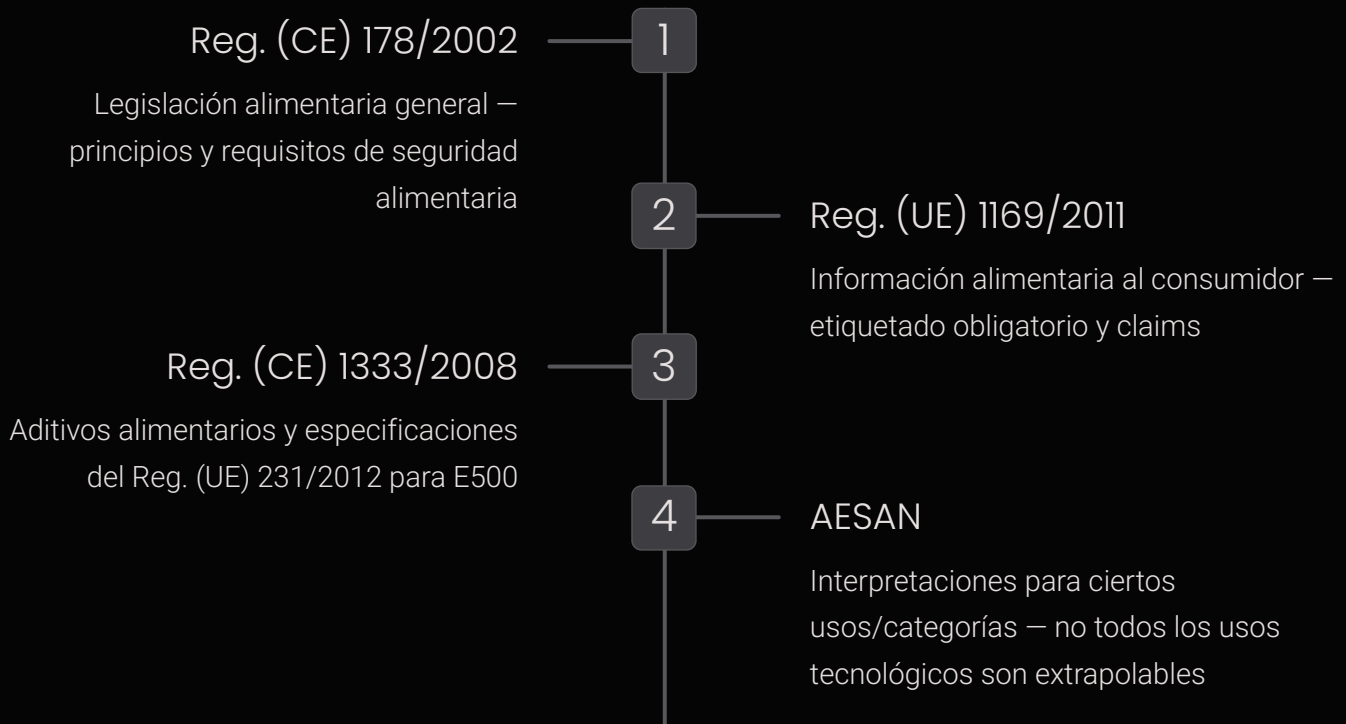 Reg. (CE) 178/2002
1
Legislación alimentaria general —
principios y requisitos de seguridad
alimentaria
2
Reg. (UE) 1169/2011
Información alimentaria al consumidor —
etiquetado obligatorio y claims
Reg. (CE) 1333/2008
3
Aditivos alimentarios y especificaciones
del Reg. (UE) 231/2012 para E500
4
AESAN
Interpretaciones para ciertos
usos/categorías — no todos los usos
tecnológicos son extrapolables